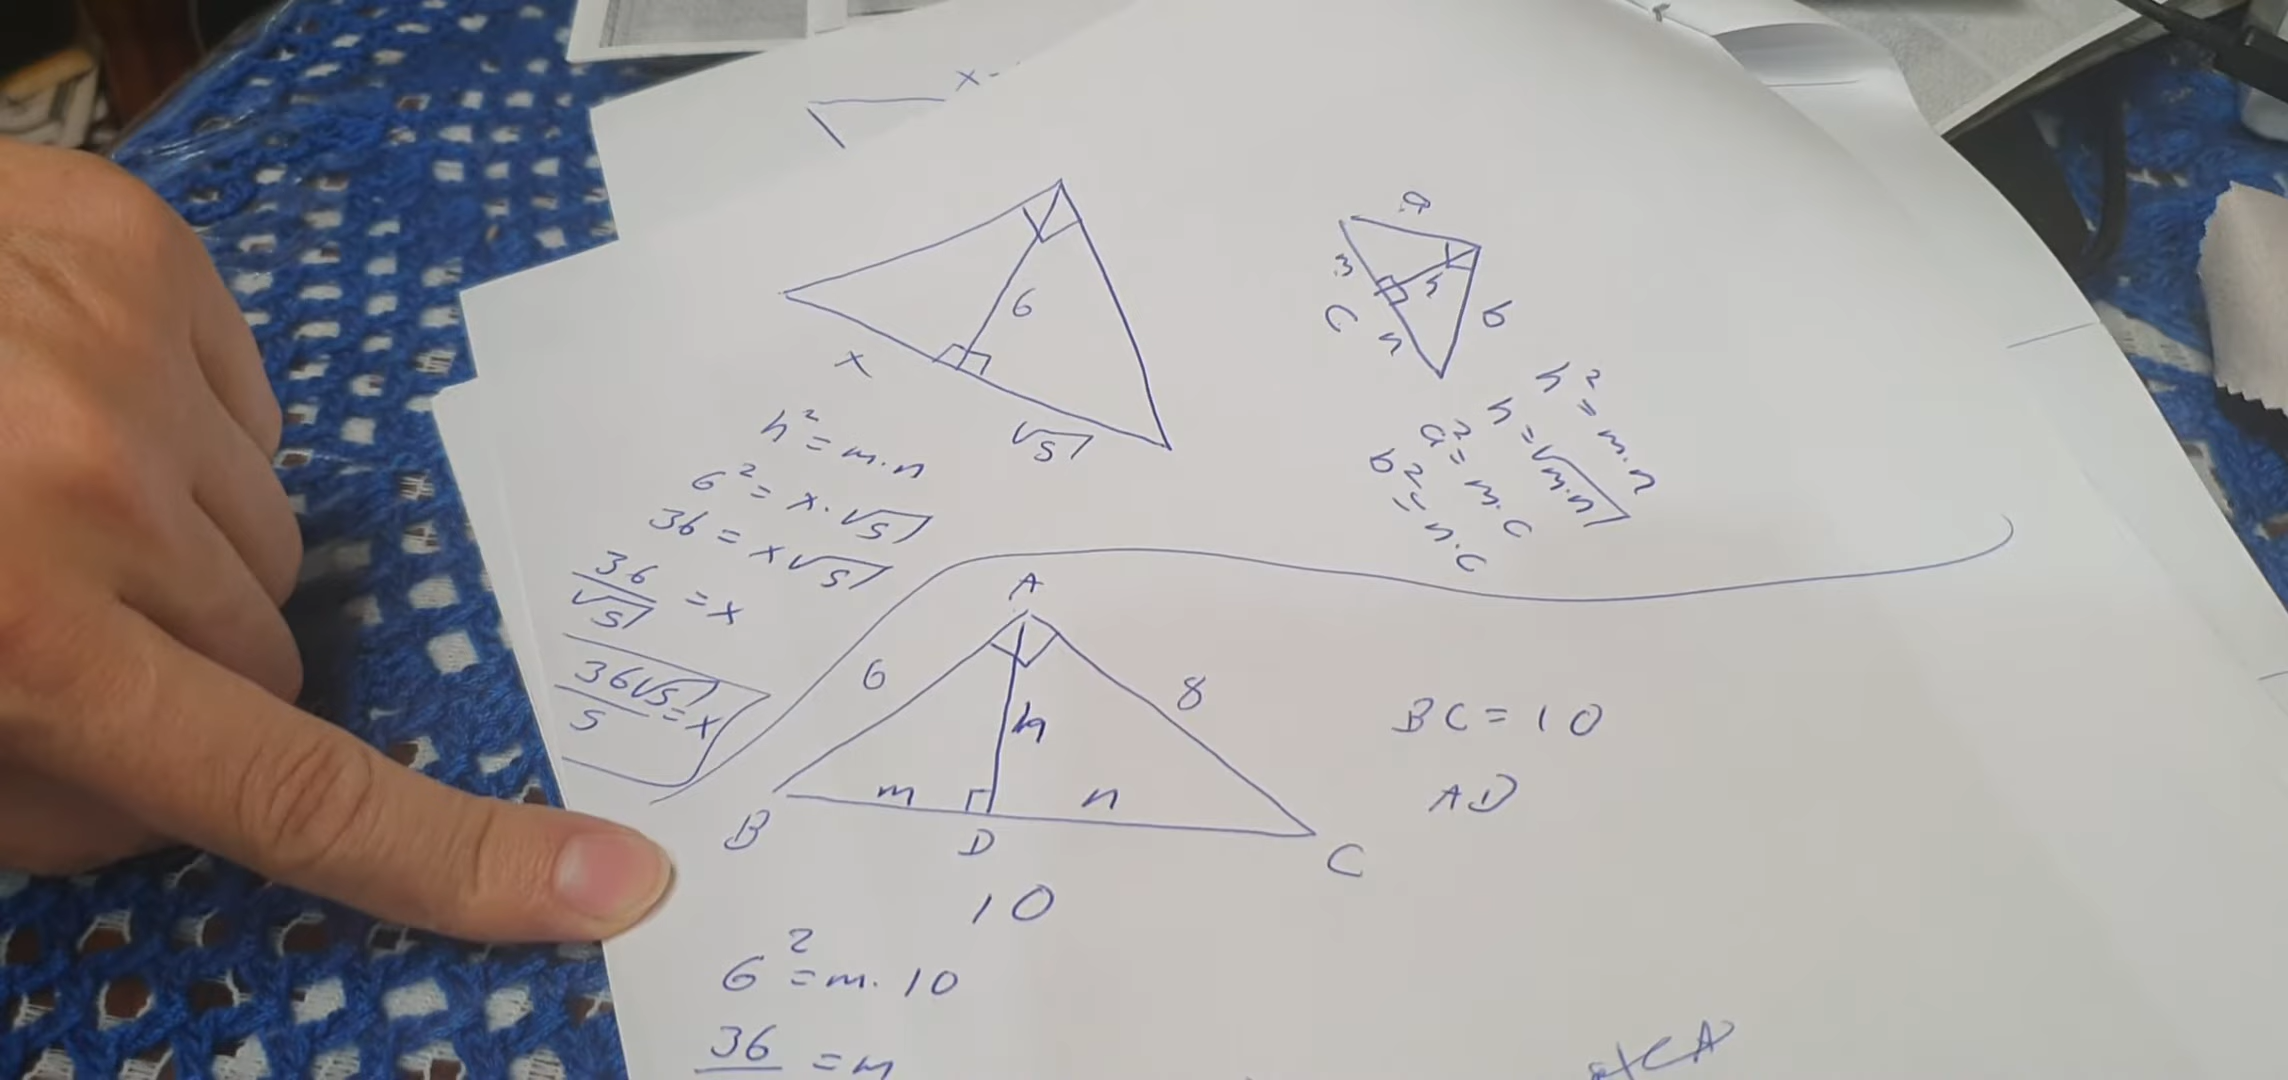 x -
6
x
√5
h² = m.n
6² = x.√5
36 = x√5
36/√5 = x
36√5/5 = x
a
3
h
b
C
n
h² = m.n
h = √m.n
a² = m.c
b² = n.c
A
6
8
h
m
n
B
D
C
10
BC = 10
AD
6² = m. 10
36
= m